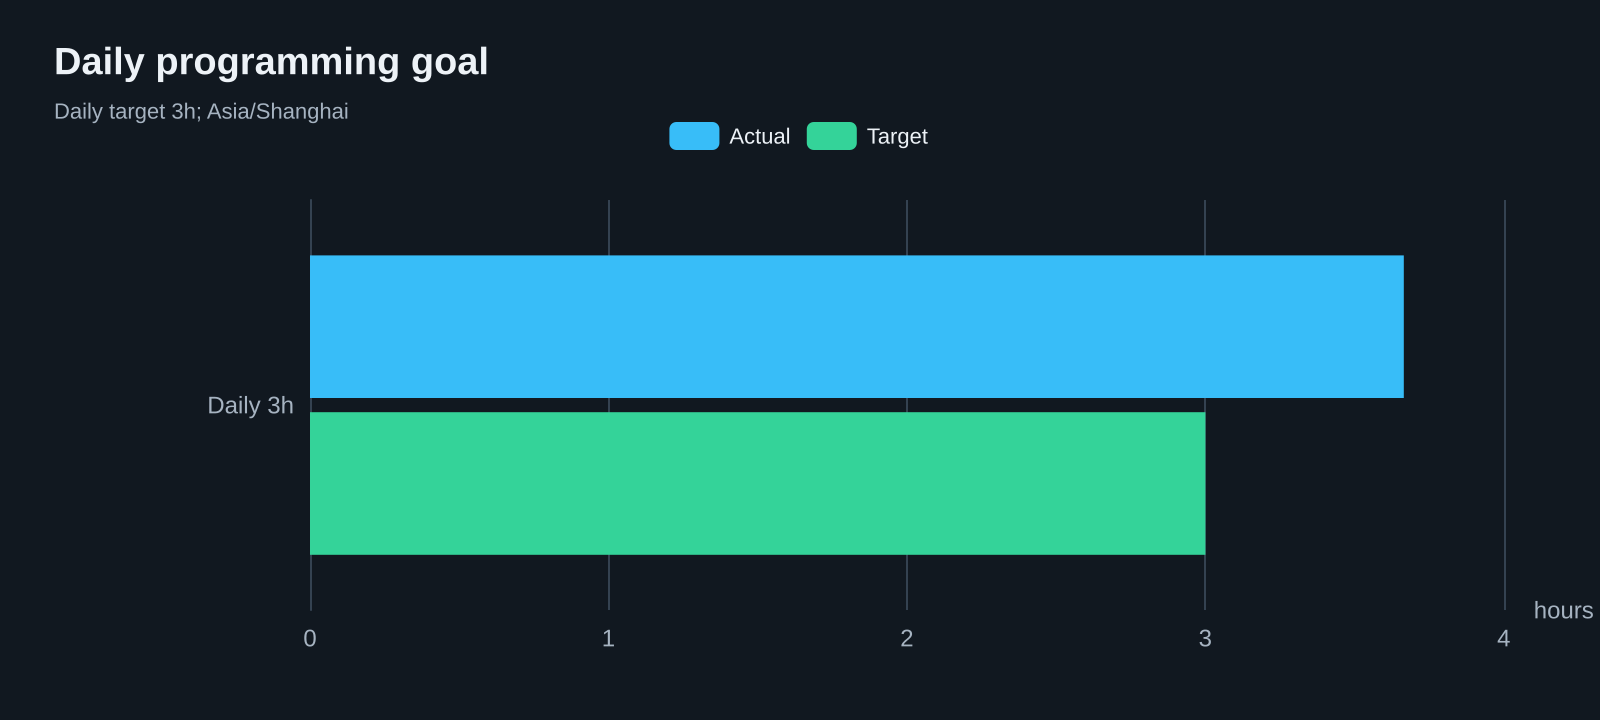 Daily programming goal
Daily target 3h; Asia/Shanghai
Actual Target
Daily 3h
hours
0 1 2 3 4